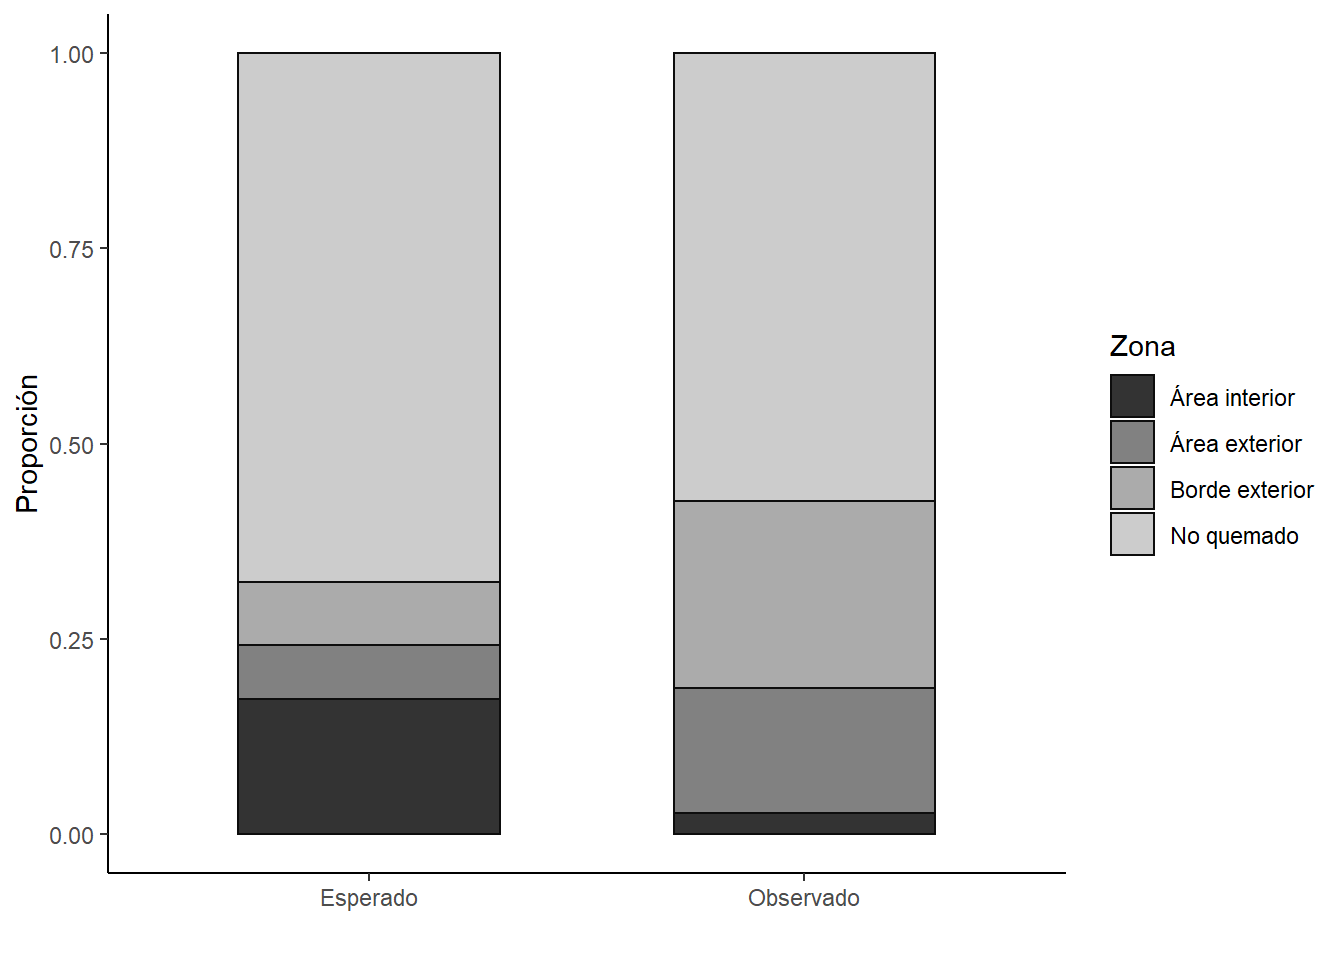 Proporción
1.00
0.75
0.50
0.25
0.00
Esperado
Observado
Zona
Área interior
Área exterior
Borde exterior
No quemado